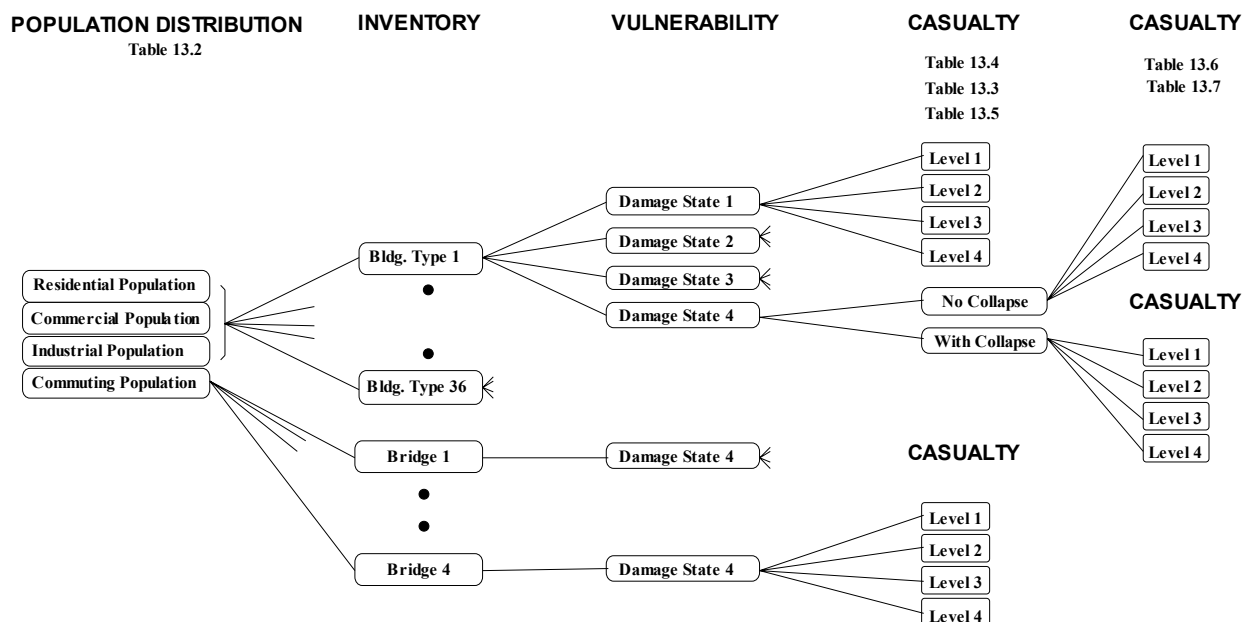 POPULATION DISTRIBUTION
Table 13.2
INVENTORY
VULNERABILITY
CASUALTY
Table 13.4
Table 13.3
Table 13.5
CASUALTY
Table 13.6
Table 13.7
Residential Population
Commercial Population
Industrial Population
Commuting Population
Bldg. Type 1
Bldg. Type 36
Bridge 1
Bridge 4
Damage State 1
Damage State 2
Damage State 3
Damage State 4
Damage State 4
Damage State 4
Level 1
Level 2
Level 3
Level 4
No Collapse
With Collapse
CASUALTY
Level 1
Level 2
Level 3
Level 4
Level 1
Level 2
Level 3
Level 4
CASUALTY
Level 1
Level 2
Level 3
Level 4